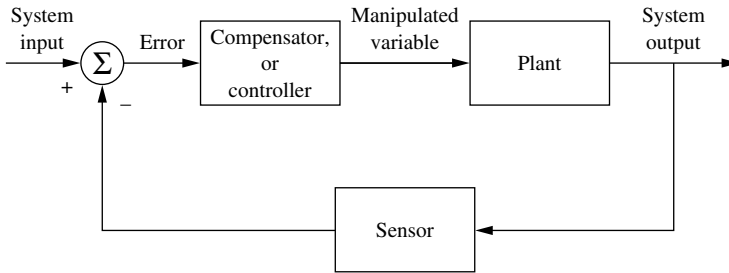 System
input
Error
Compensator,
or
controller
Manipulated
variable
Plant
System
output
Σ
+
−
Sensor